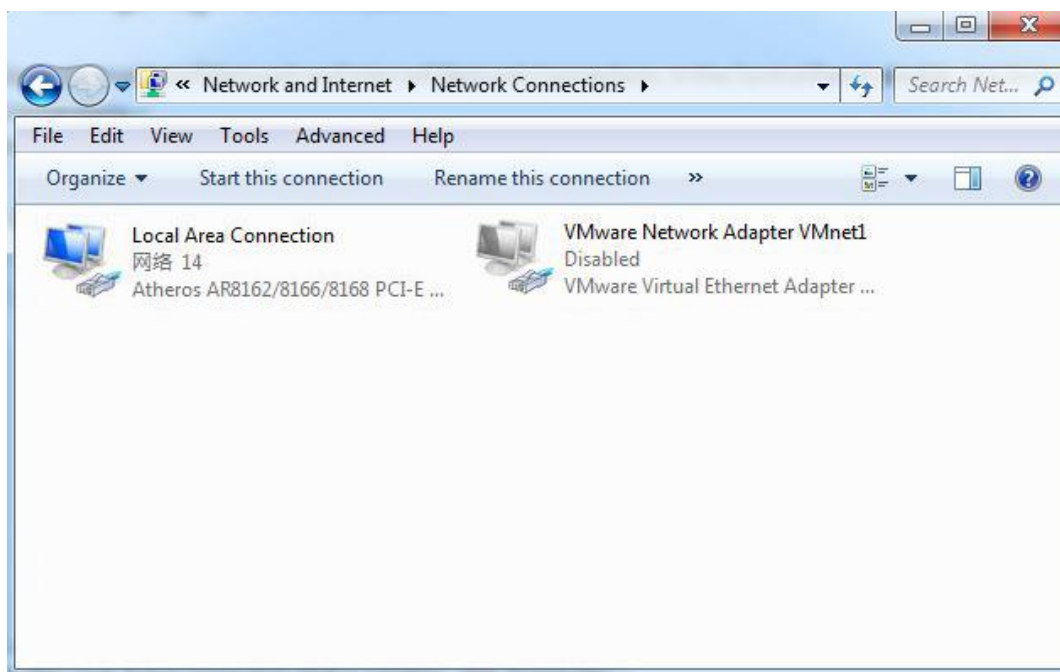 « Network and Internet ▸ Network Connections ▸
Search Net...
File Edit View Tools Advanced Help
Organize Start this connection Rename this connection »
Local Area Connection
网络 14
Atheros AR8162/8166/8168 PCI-E ...
VMware Network Adapter VMnet1
Disabled
VMware Virtual Ethernet Adapter ...